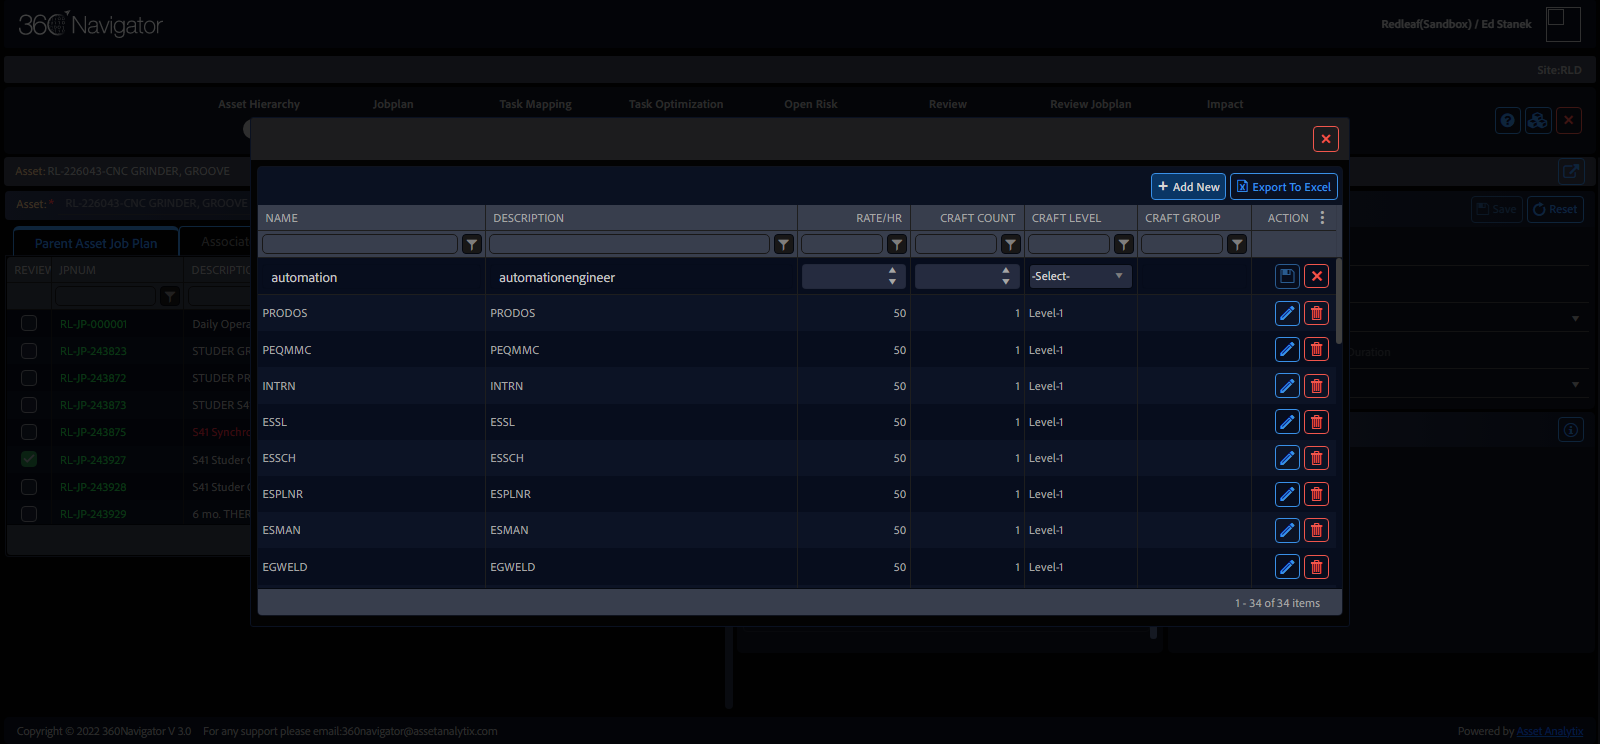 360 Navigator
Redleaf(Sandbox) / Ed Stanek
Site:RLD
Asset Hierarchy Jobplan Task Mapping Task Optimization Open Risk Review Review Jobplan Impact
Asset: RL-226043-CNC GRINDER, GROOVE
Asset:* RL-226043-CNC GRINDER, GROOVE
Save Reset
Parent Asset Job Plan Associat
REVIEW JPNUM DESCRIPTIO
RL-JP-000001 Daily Opera
RL-JP-243823 STUDER GR
RL-JP-243872 STUDER PR
RL-JP-243873 STUDER S4
RL-JP-243875 S41 Synchro
RL-JP-243927 S41 Studer
RL-JP-243928 S41 Studer
RL-JP-243929 6 mo. THER
Duration
+ Add New Export To Excel
NAME DESCRIPTION RATE/HR CRAFT COUNT CRAFT LEVEL CRAFT GROUP ACTION
automation automationengineer -Select-
PRODOS PRODOS 50 1 Level-1
PEQMMC PEQMMC 50 1 Level-1
INTRN INTRN 50 1 Level-1
ESSL ESSL 50 1 Level-1
ESSCH ESSCH 50 1 Level-1
ESPLNR ESPLNR 50 1 Level-1
ESMAN ESMAN 50 1 Level-1
EGWELD EGWELD 50 1 Level-1
1 - 34 of 34 items
Copyright © 2022 360Navigator V 3.0 For any support please email:360navigator@assetanalytix.com
Powered by Asset Analytix